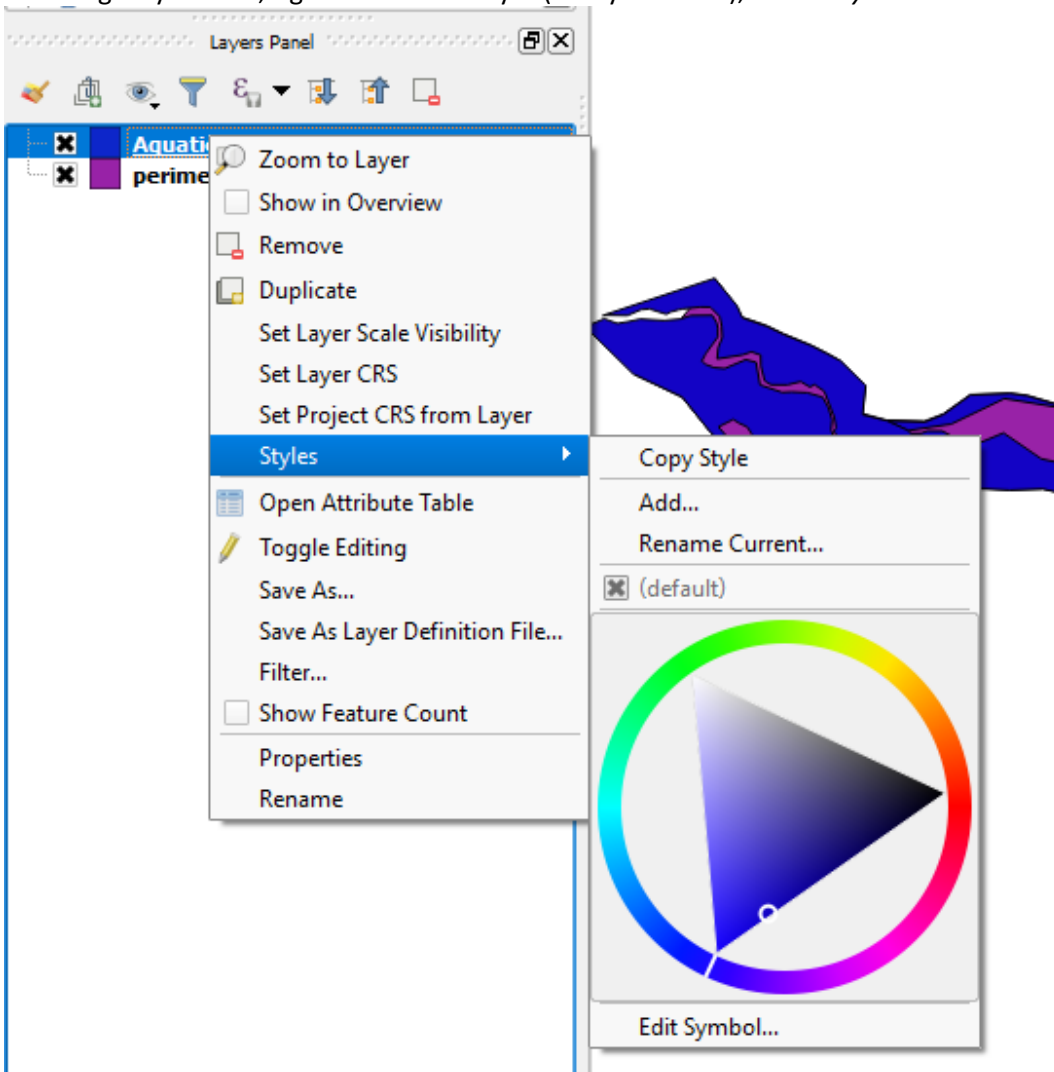 Layers Panel
Aquati
perime
Zoom to Layer
Show in Overview
Remove
Duplicate
Set Layer Scale Visibility
Set Layer CRS
Set Project CRS from Layer
Styles
Open Attribute Table
Toggle Editing
Save As...
Save As Layer Definition File...
Filter...
Show Feature Count
Properties
Rename
Copy Style
Add...
Rename Current...
(default)
Edit Symbol...